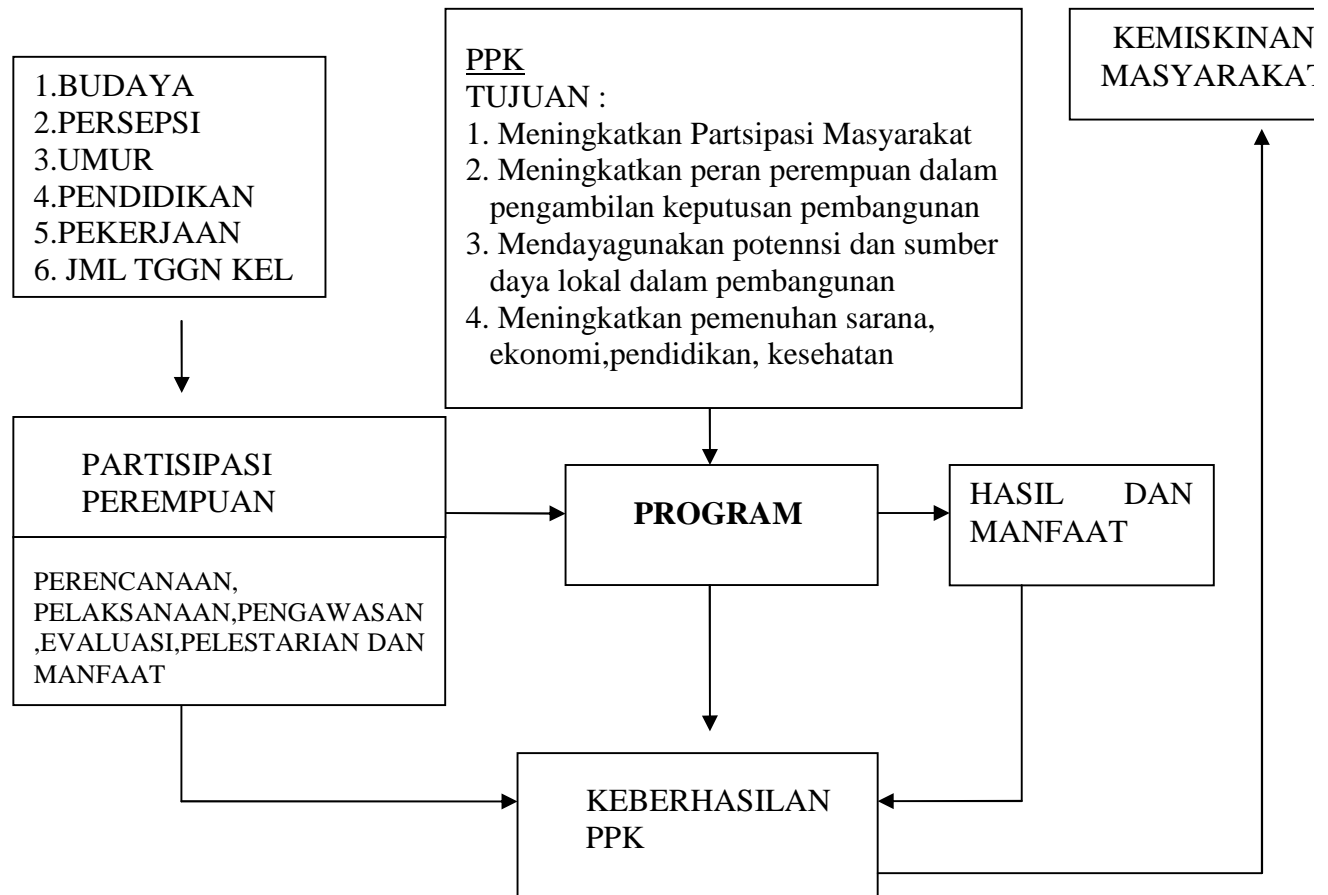 1.BUDAYA
2.PERSEPSI
3.UMUR
4.PENDIDIKAN
5.PEKERJAAN
6. JML TGGN KEL
PPK
TUJUAN :
1. Meningkatkan Partsipasi Masyarakat
2. Meningkatkan peran perempuan dalam
pengambilan keputusan pembangunan
3. Mendayagunakan potennsi dan sumber
daya lokal dalam pembangunan
4. Meningkatkan pemenuhan sarana,
ekonomi,pendidikan, kesehatan
KEMISKINAN
MASYARAKAT
PARTISIPASI
PEREMPUAN
PERENCANAAN,
PELAKSANAAN,PENGAWASAN
,EVALUASI,PELESTARIAN DAN
MANFAAT
PROGRAM
HASIL DAN
MANFAAT
KEBERHASILAN
PPK